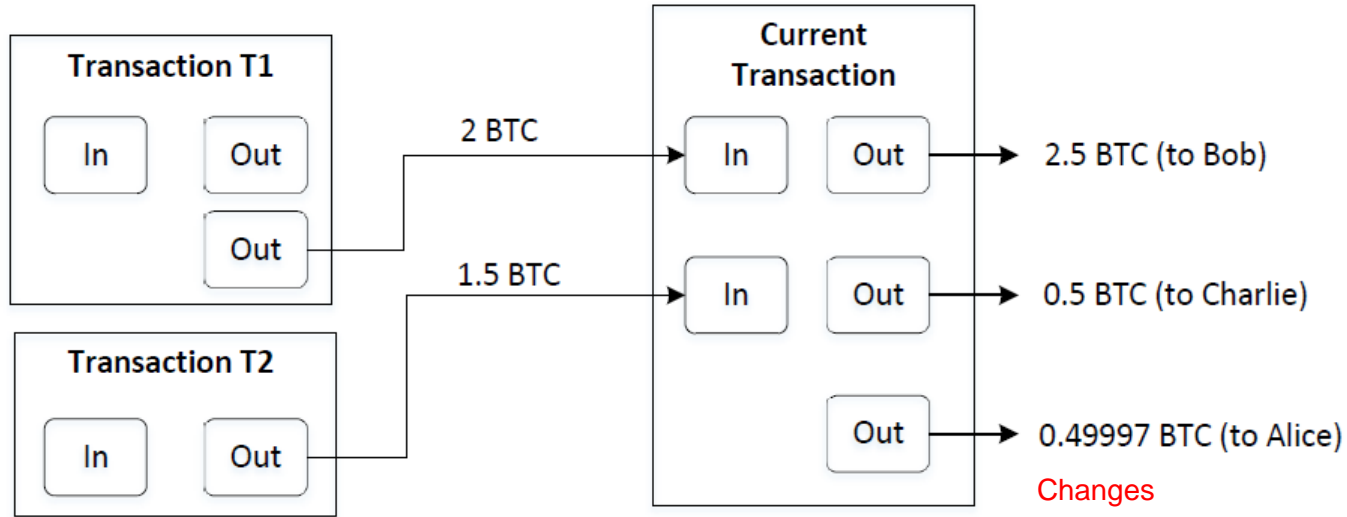 Transaction T1
In
Out
Out
Transaction T2
In
Out
2 BTC
1.5 BTC
Current
Transaction
In
Out
2.5 BTC (to Bob)
In
Out
0.5 BTC (to Charlie)
Out
0.49997 BTC (to Alice)
Changes